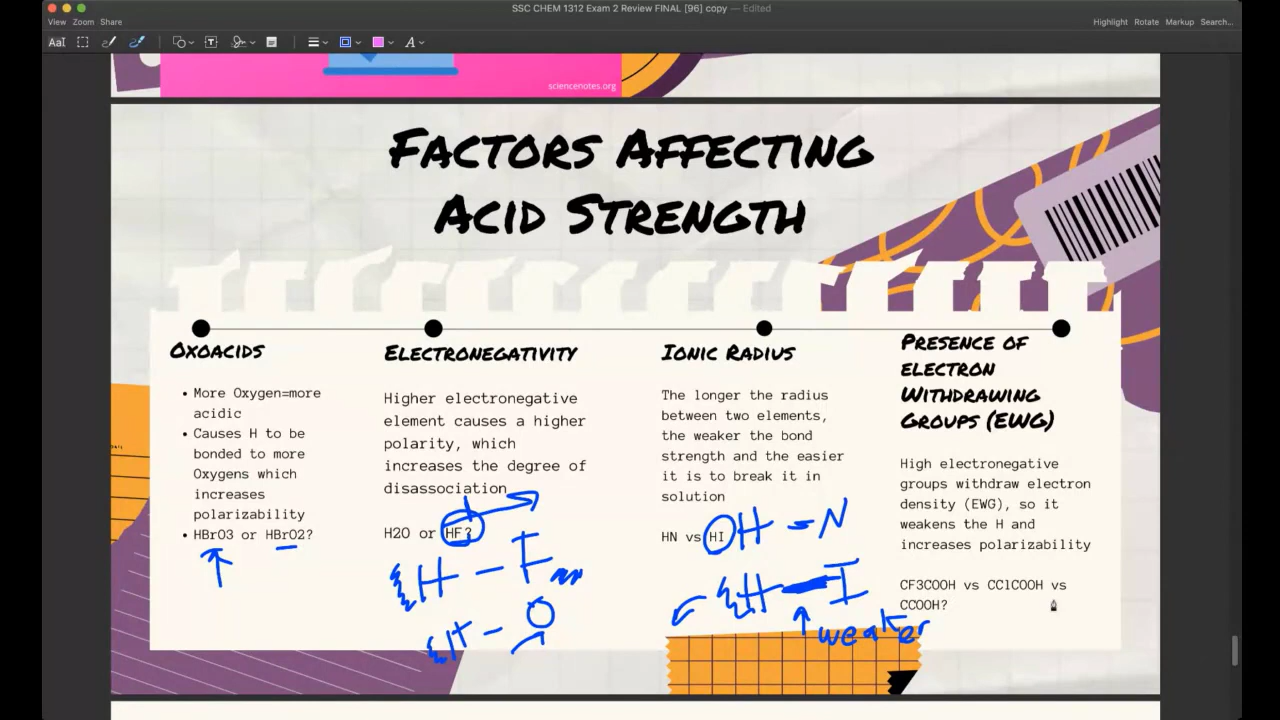 SSC CHEM 1312 Exam 2 Review FINAL [96] copy — Edited
View Zoom Share
Highlight Rotate Markup Search...
AaI
A
sciencenotes.org
FACTORS AFFECTING
ACID STRENGTH
OXOACIDS
• More Oxygen=more
acidic
• Causes H to be
bonded to more
Oxygens which
increases
polarizability
• HBrO3 or HBrO2?
ELECTRONEGATIVITY
Higher electronegative
element causes a higher
polarity, which
increases the degree of
disassociation
H2O or HF?
H - F
H - O
IONIC RADIUS
The longer the radius
between two elements,
the weaker the bond
strength and the easier
it is to break it in
solution
HN vs HI
H - N
H - I
weaker
PRESENCE OF
ELECTRON
WITHDRAWING
GROUPS (EWG)
High electronegative
groups withdraw electron
density (EWG), so it
weakens the H and
increases polarizability
CF3COOH vs CClCOOH vs
CCOOH?